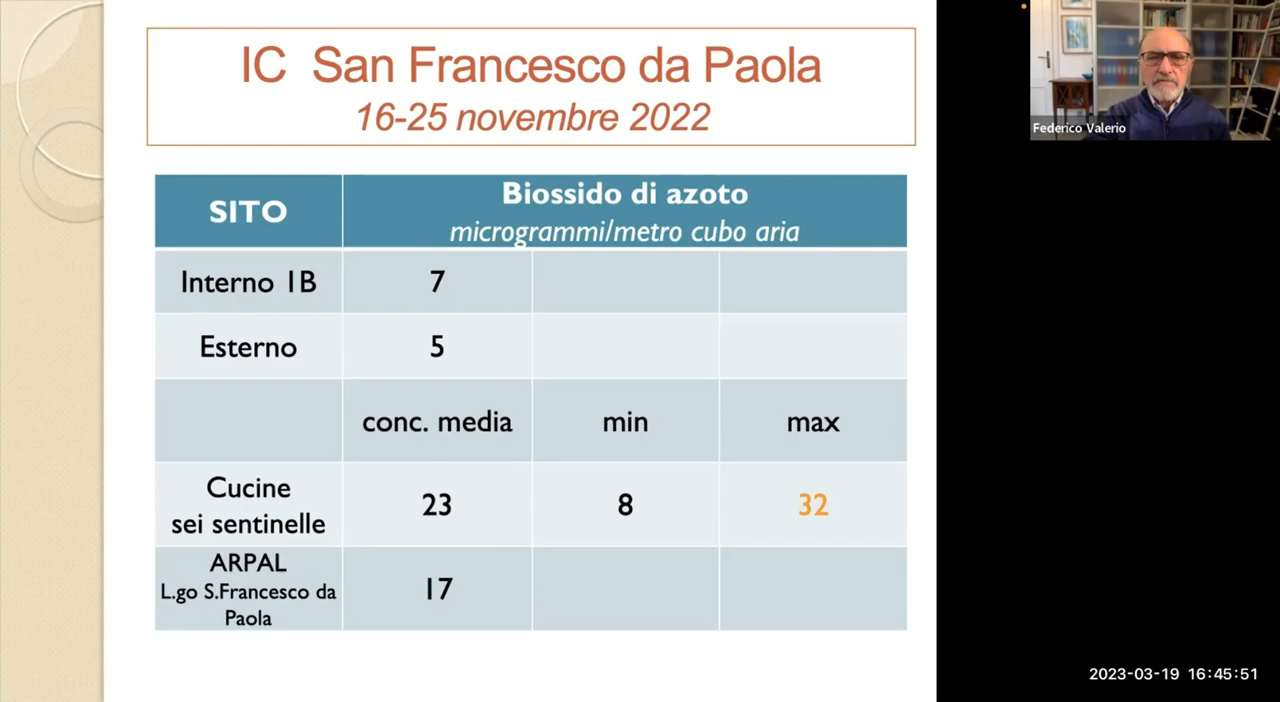 IC San Francesco da Paola
16-25 novembre 2022
SITO
Biossido di azoto
microgrammi/metro cubo aria
Interno 1B
7
Esterno
5
conc. media
min
max
Cucine
sei sentinelle
23
8
32
ARPAL
L.go S.Francesco da
Paola
17
Federico Valerio
2023-03-19 16:45:51